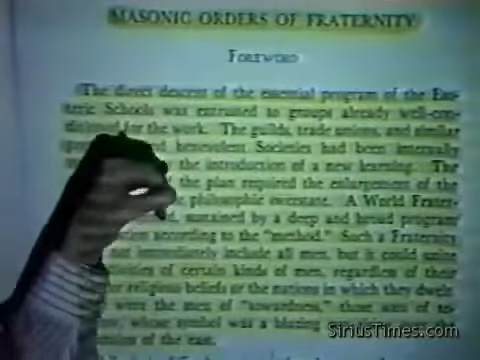 MASONIC ORDERS OF FRATERNITY
FOREWORD
The direct descent of the essential program of the Eso-
teric Schools was entrusted to groups already well-con-
ditioned for the work. The guilds, trade unions, and similar
benevolent Societies had been internally
the introduction of a new learning. The
the plan required the enlargement of the
philosophic overstate. A World Frater-
sustained by a deep and broad program
according to the "method." Such a Fraternity
immediately include all men, but it could unite
of certain kinds of men, regardless of their
or religious beliefs or the nations in which they dwelt
were the men of "towardness," the sons of to-
whose symbol was a blazing
of the east.
SiriusTimes.com